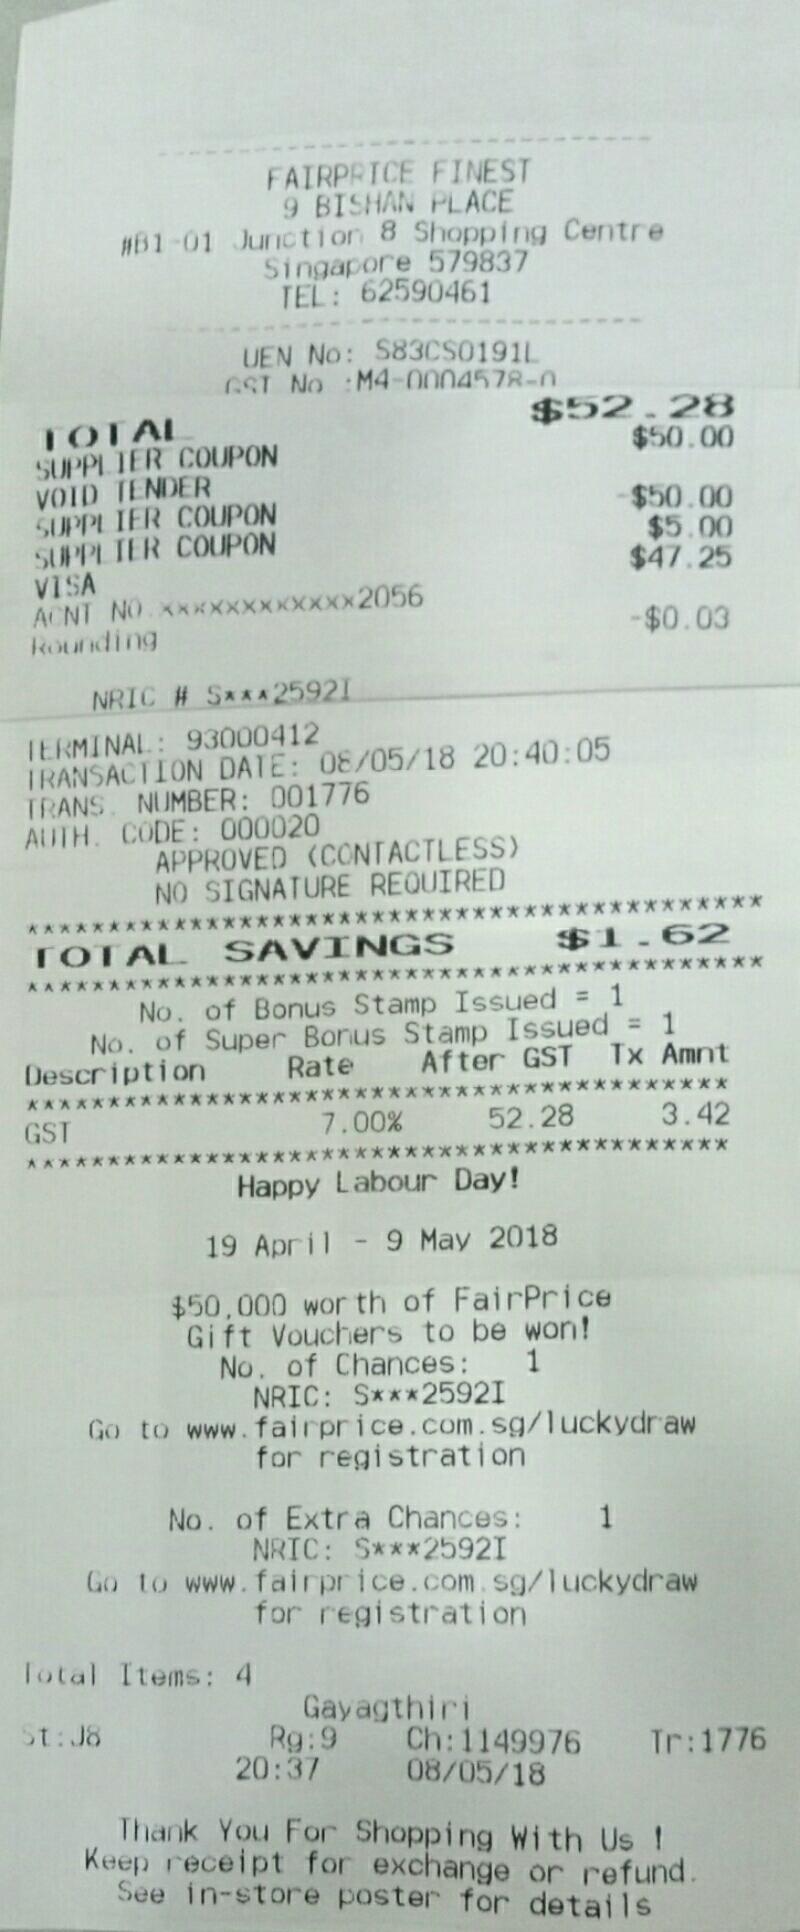 FAIRPRICE FINEST
9 BISHAN PLACE
#B1-01 Junction 8 Shopping Centre
Singapore 579837
TEL: 62590461
UEN No: S83CS0191L
GST No :M4-0004578-0
TOTAL $52.28
SUPPLIER COUPON $50.00
VOID TENDER
SUPPLIER COUPON -$50.00
SUPPLIER COUPON $5.00
VISA $47.25
ACNT NO.xxxxxxxxxxxx2056
Rounding -$0.03
NRIC # S***2592I
TERMINAL: 93000412
TRANSACTION DATE: 08/05/18 20:40:05
TRANS. NUMBER: 001776
AUTH. CODE: 000020
APPROVED (CONTACTLESS)
NO SIGNATURE REQUIRED
TOTAL SAVINGS $1.62
No. of Bonus Stamp Issued = 1
No. of Super Bonus Stamp Issued = 1
Description Rate After GST Tx Amnt
GST 7.00% 52.28 3.42
Happy Labour Day!
19 April - 9 May 2018
$50,000 worth of FairPrice
Gift Vouchers to be won!
No. of Chances: 1
NRIC: S***2592I
Go to www.fairprice.com.sg/luckydraw
for registration
No. of Extra Chances: 1
NRIC: S***2592I
Go to www.fairprice.com.sg/luckydraw
for registration
Total Items: 4
Gayagthiri
St:J8 Rg:9 Ch:1149976 Tr:1776
20:37 08/05/18
Thank You For Shopping With Us !
Keep receipt for exchange or refund.
See in-store poster for details